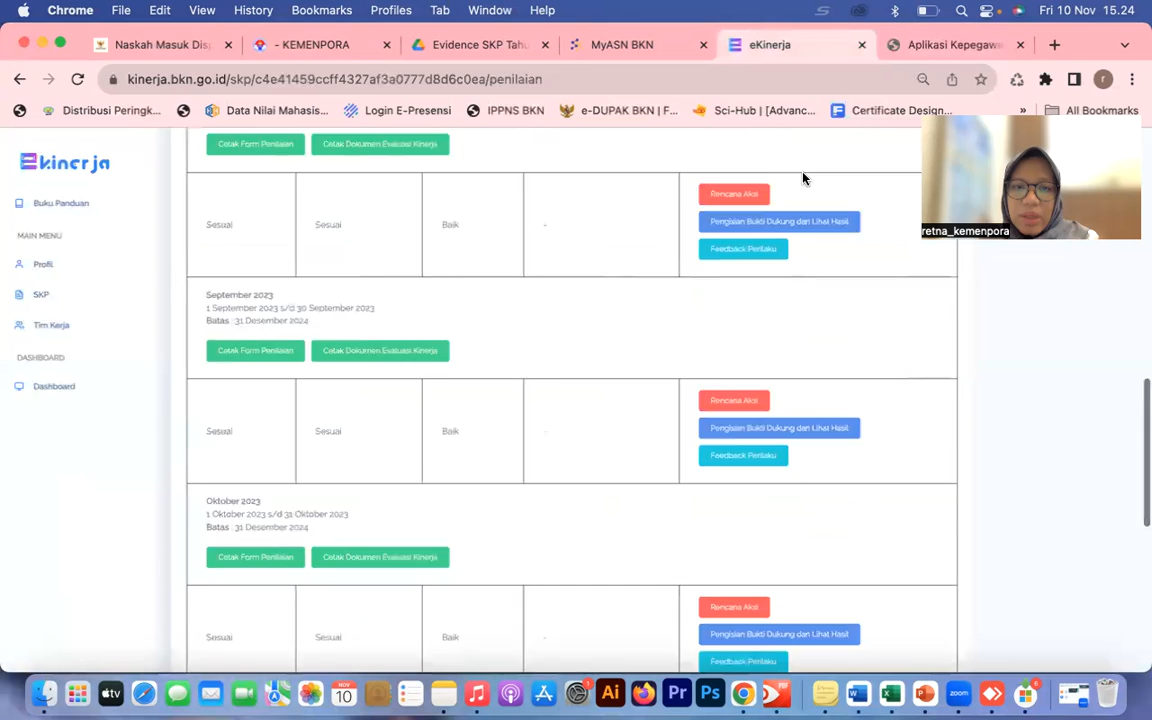 Chrome File Edit View History Bookmarks Profiles Tab Window Help Fri 10 Nov 15.24
Naskah Masuk Dis - KEMENPORA Evidence SKP Tahu MyASN BKN eKinerja Aplikasi Kepegaw
kinerja.bkn.go.id/skp/c4e41459ccff4327af3a0777d8d6c0ea/penilaian
Distribusi Peringk... Data Nilai Mahasis... Login E-Presensi IPPNS BKN e-DUPAK BKN | F... Sci-Hub | [Advanc... Certificate Design... » All Bookmarks
Ekinerja
Buku Panduan
MAIN MENU
Profil
SKP
Tim Kerja
DASHBOARD
Dashboard
Cetak Form Penilaian Cetak Dokumen Evaluasi Kinerja
Sesuai Sesuai Baik -
Rencana Aksi
Pengisian Bukti Dukung dan Lihat Hasil
Feedback Perilaku
retna_kemenpora
September 2023
1 September 2023 s/d 30 September 2023
Batas : 31 Desember 2024
Cetak Form Penilaian Cetak Dokumen Evaluasi Kinerja
Sesuai Sesuai Baik -
Rencana Aksi
Pengisian Bukti Dukung dan Lihat Hasil
Feedback Perilaku
Oktober 2023
1 Oktober 2023 s/d 31 Oktober 2023
Batas : 31 Desember 2024
Cetak Form Penilaian Cetak Dokumen Evaluasi Kinerja
Sesuai Sesuai Baik -
Rencana Aksi
Pengisian Bukti Dukung dan Lihat Hasil
Feedback Perilaku
NOV
10
tv
Ai
Pr
Ps
zoom